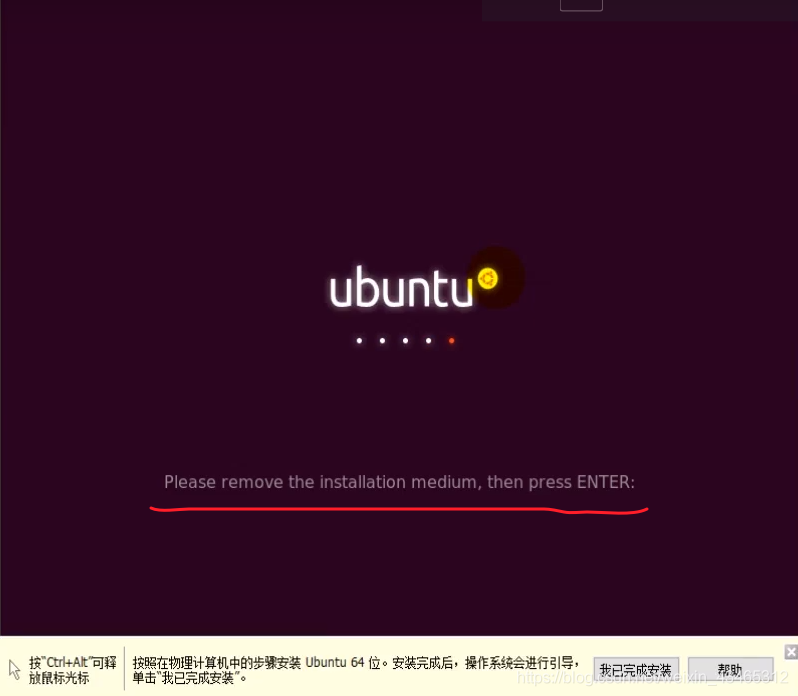 ubuntu
Please remove the installation medium, then press ENTER:
按"Ctrl+Alt"可释
放鼠标光标
按照在物理计算机中的步骤安装 Ubuntu 64 位。安装完成后，操作系统会进行引导，
单击"我已完成安装"。
我已完成安装
帮助